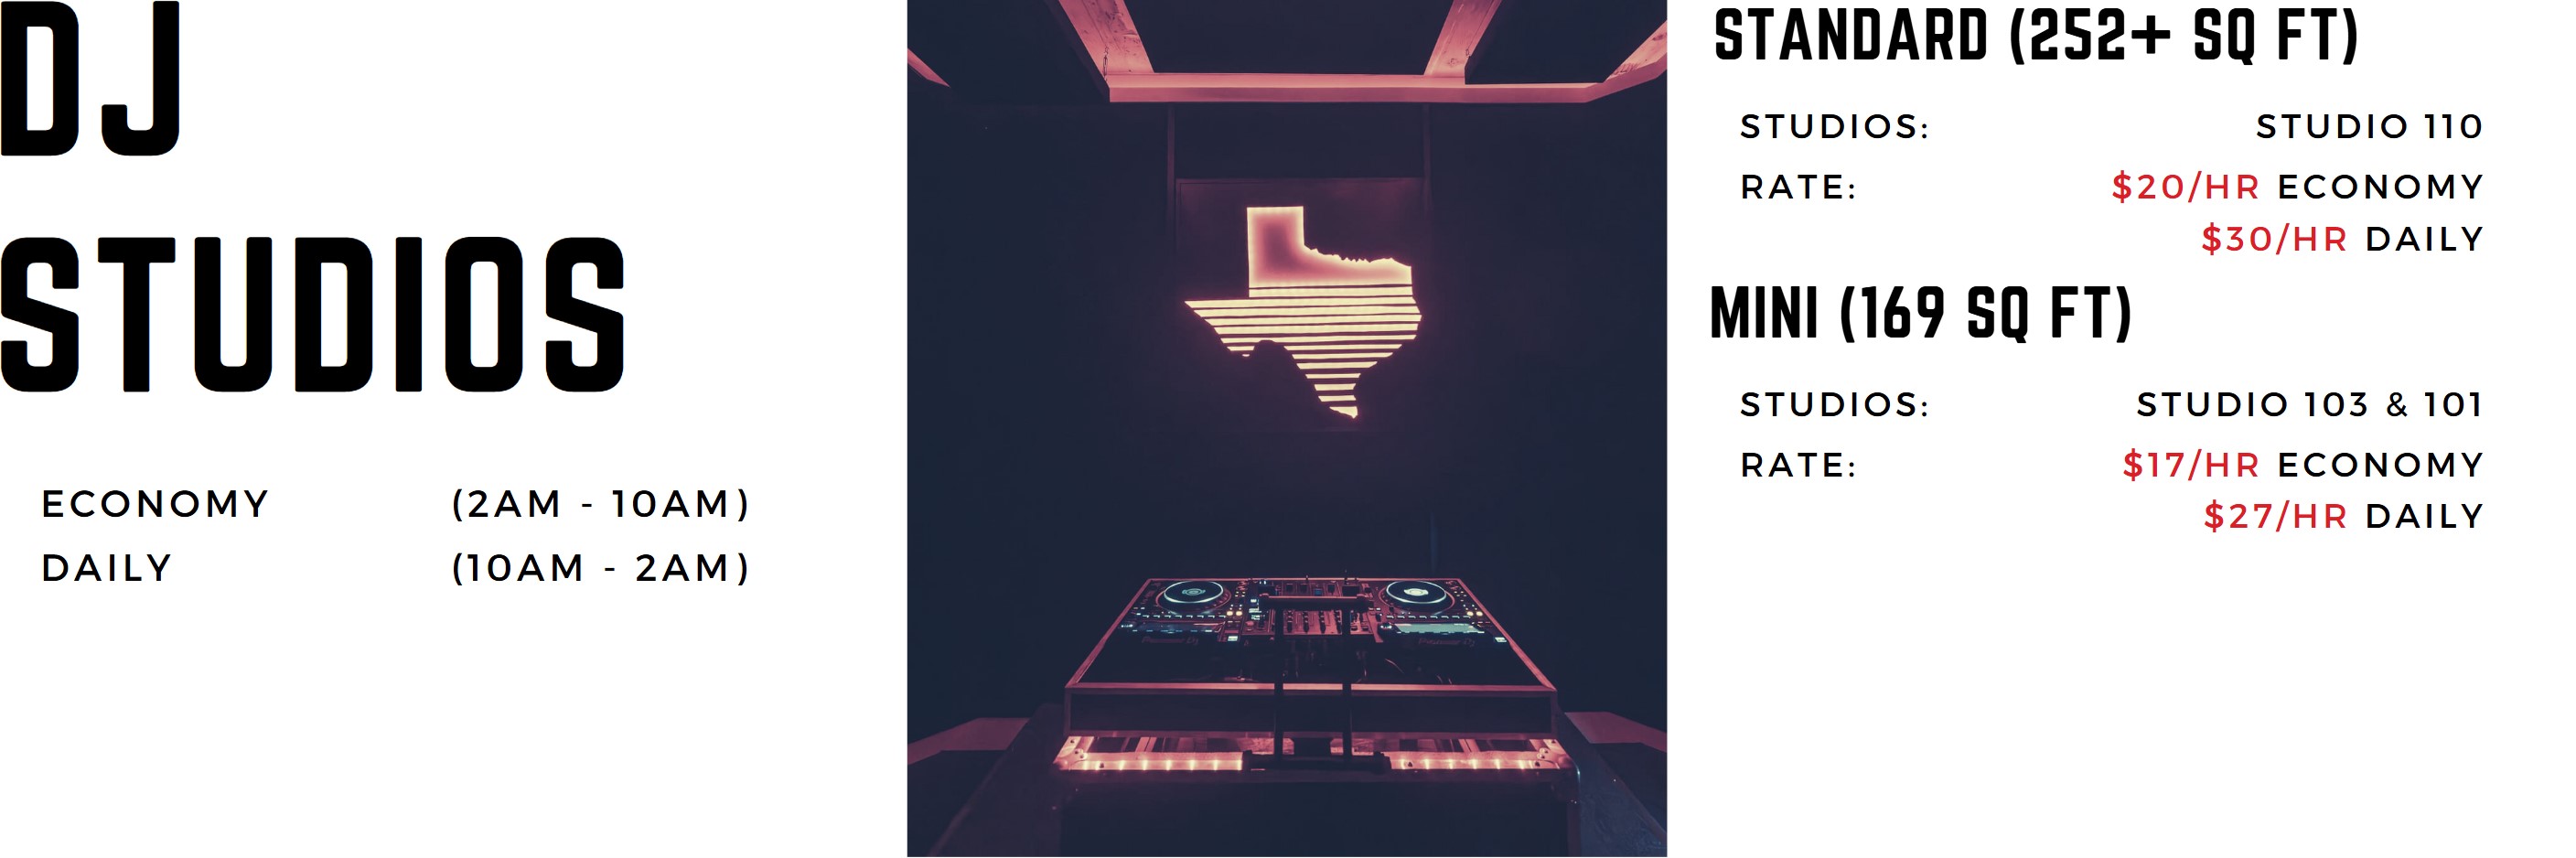 DJ
STUDIOS
ECONOMY (2AM - 10AM)
DAILY (10AM - 2AM)
STANDARD (252+ SQ FT)
STUDIOS: STUDIO 110
RATE: $20/HR ECONOMY
$30/HR DAILY
MINI (169 SQ FT)
STUDIOS: STUDIO 103 & 101
RATE: $17/HR ECONOMY
$27/HR DAILY